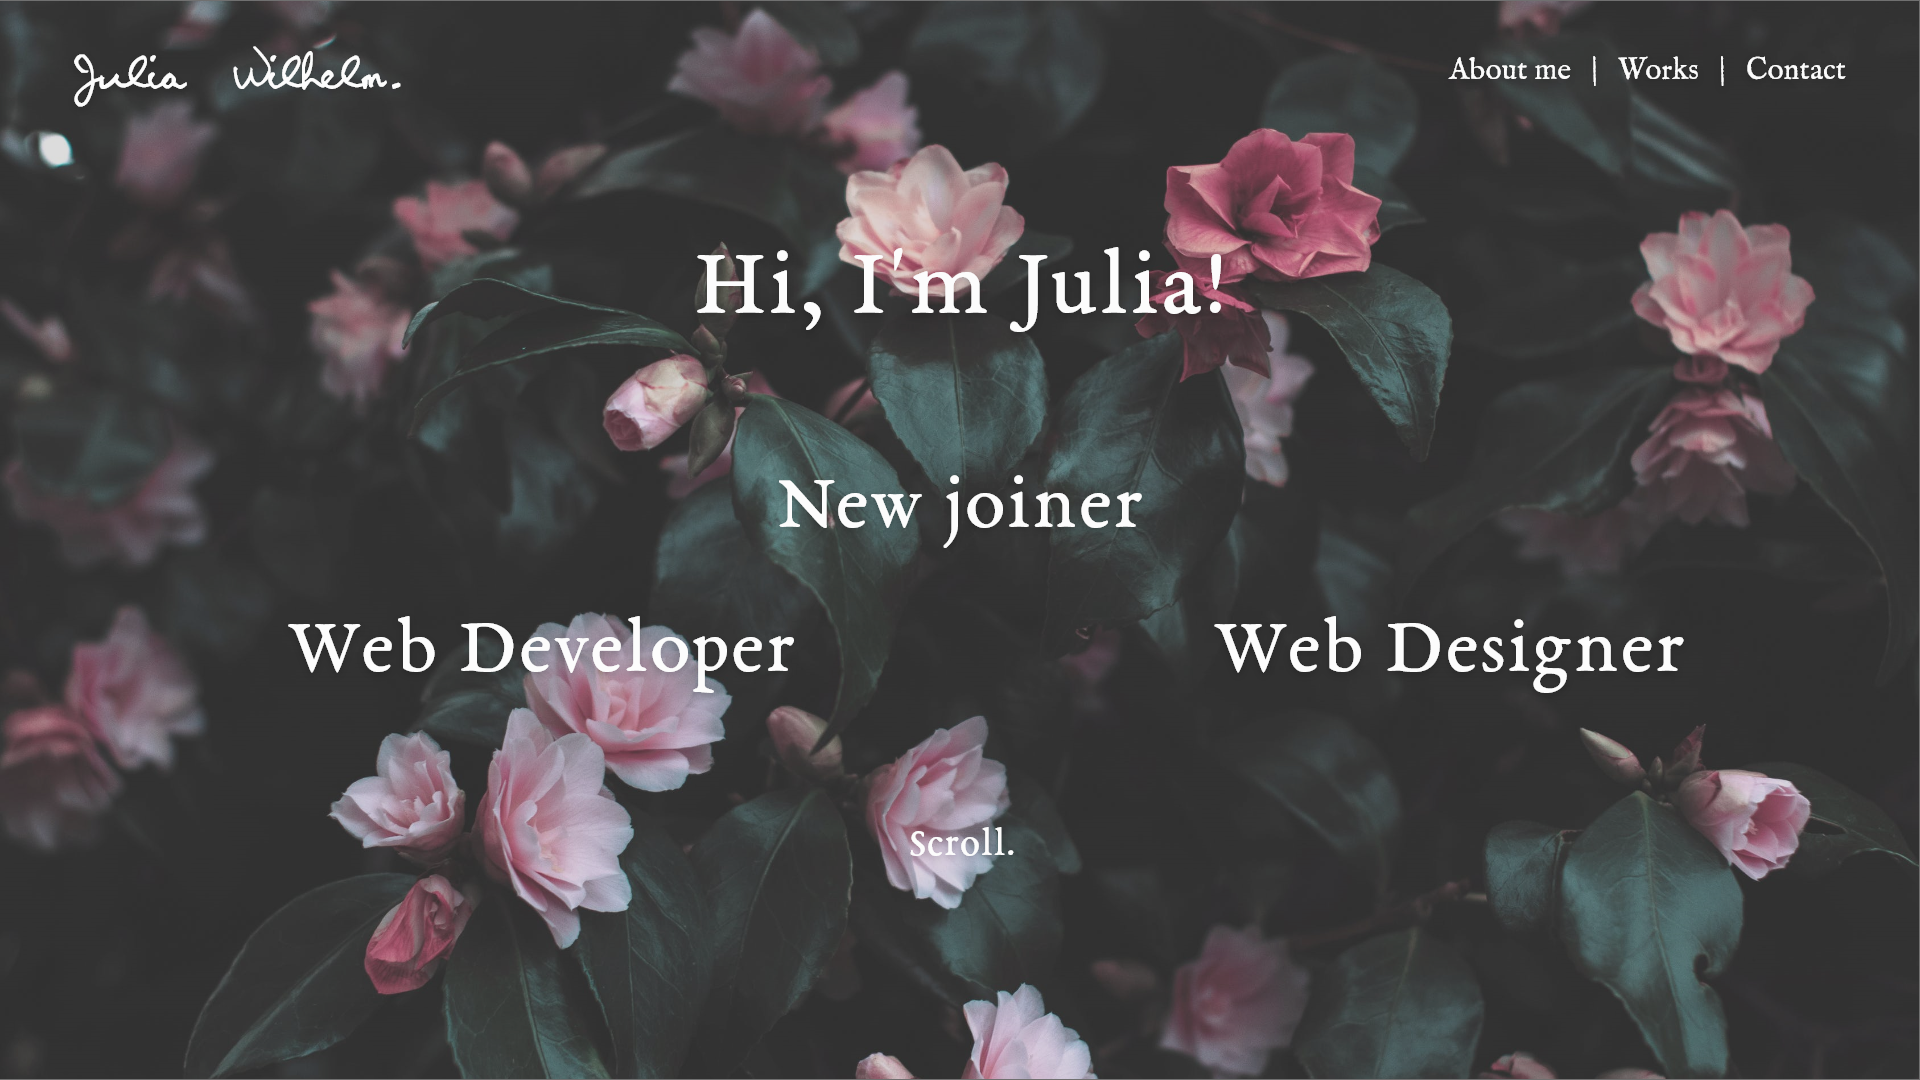 Julia Wilhelm.
About me | Works | Contact
Hi, I'm Julia!
New joiner
Web Developer
Web Designer
Scroll.